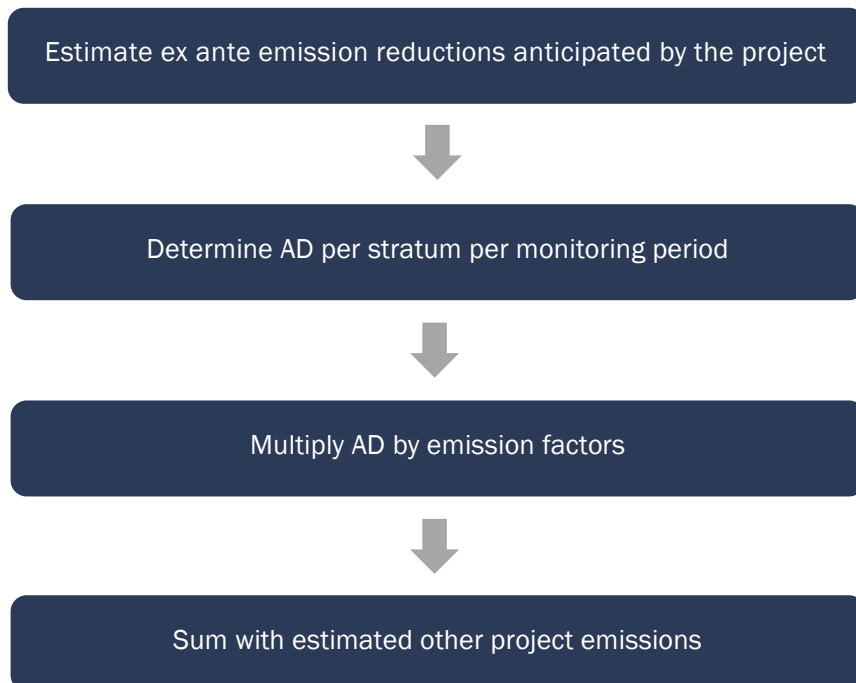 Estimate ex ante emission reductions anticipated by the project
Determine AD per stratum per monitoring period
Multiply AD by emission factors
Sum with estimated other project emissions